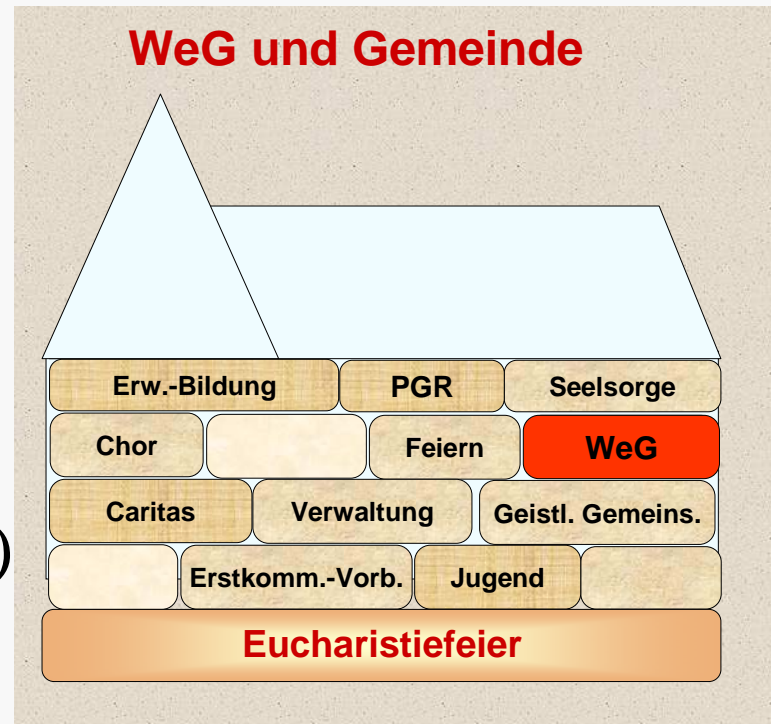 WeG und Gemeinde
Erw.-Bildung PGR Seelsorge
Chor Feiern WeG
Caritas Verwaltung Geistl. Gemeins.
)
Erstkomm.-Vorb. Jugend
Eucharistiefeier